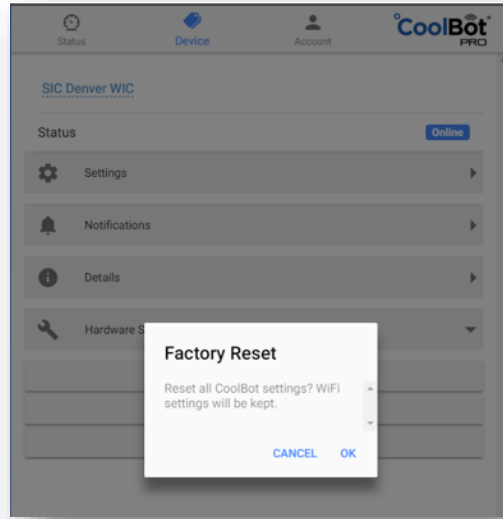 Status
Device
Account
°CoolBot
PRO
SIC Denver WIC
Status
Online
Settings
Notifications
Details
Hardware S
Factory Reset
Reset all CoolBot settings? WiFi
settings will be kept.
CANCEL OK